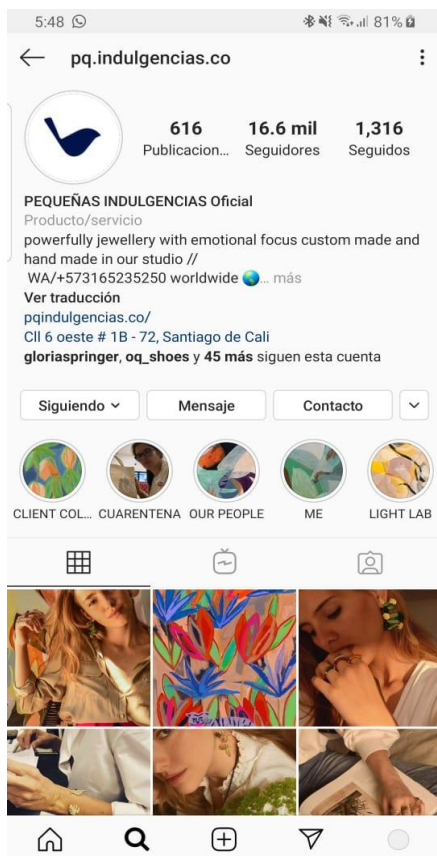 5:48 81%
pq.indulgencias.co
616 16.6 mil 1,316
Publicacion... Seguidores Seguidos
PEQUEÑAS INDULGENCIAS Oficial
Producto/servicio
powerfully jewellery with emotional focus custom made and
hand made in our studio //
WA/+573165235250 worldwide 🌎... más
Ver traducción
pqindulgencias.co/
Cll 6 oeste # 1B - 72, Santiago de Cali
gloriaspringer, oq_shoes y 45 más siguen esta cuenta
Siguiendo Mensaje Contacto
CLIENT COL... CUARENTENA OUR PEOPLE ME LIGHT LAB